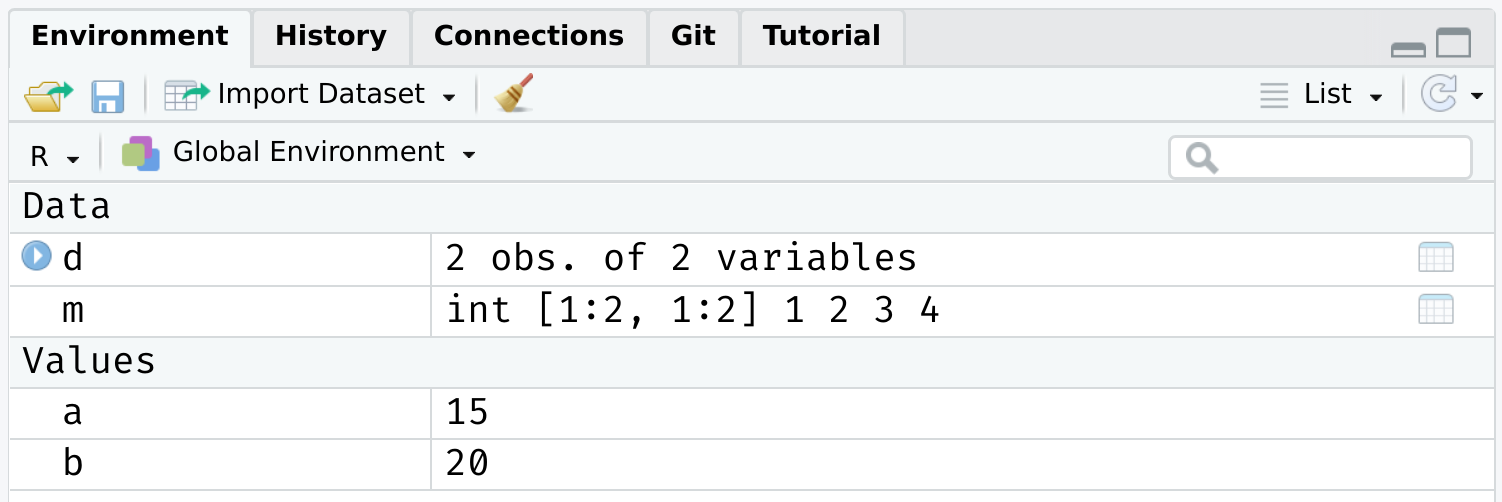 Environment History Connections Git Tutorial
Import Dataset List
R Global Environment
Data
d 2 obs. of 2 variables
m int [1:2, 1:2] 1 2 3 4
Values
a 15
b 20